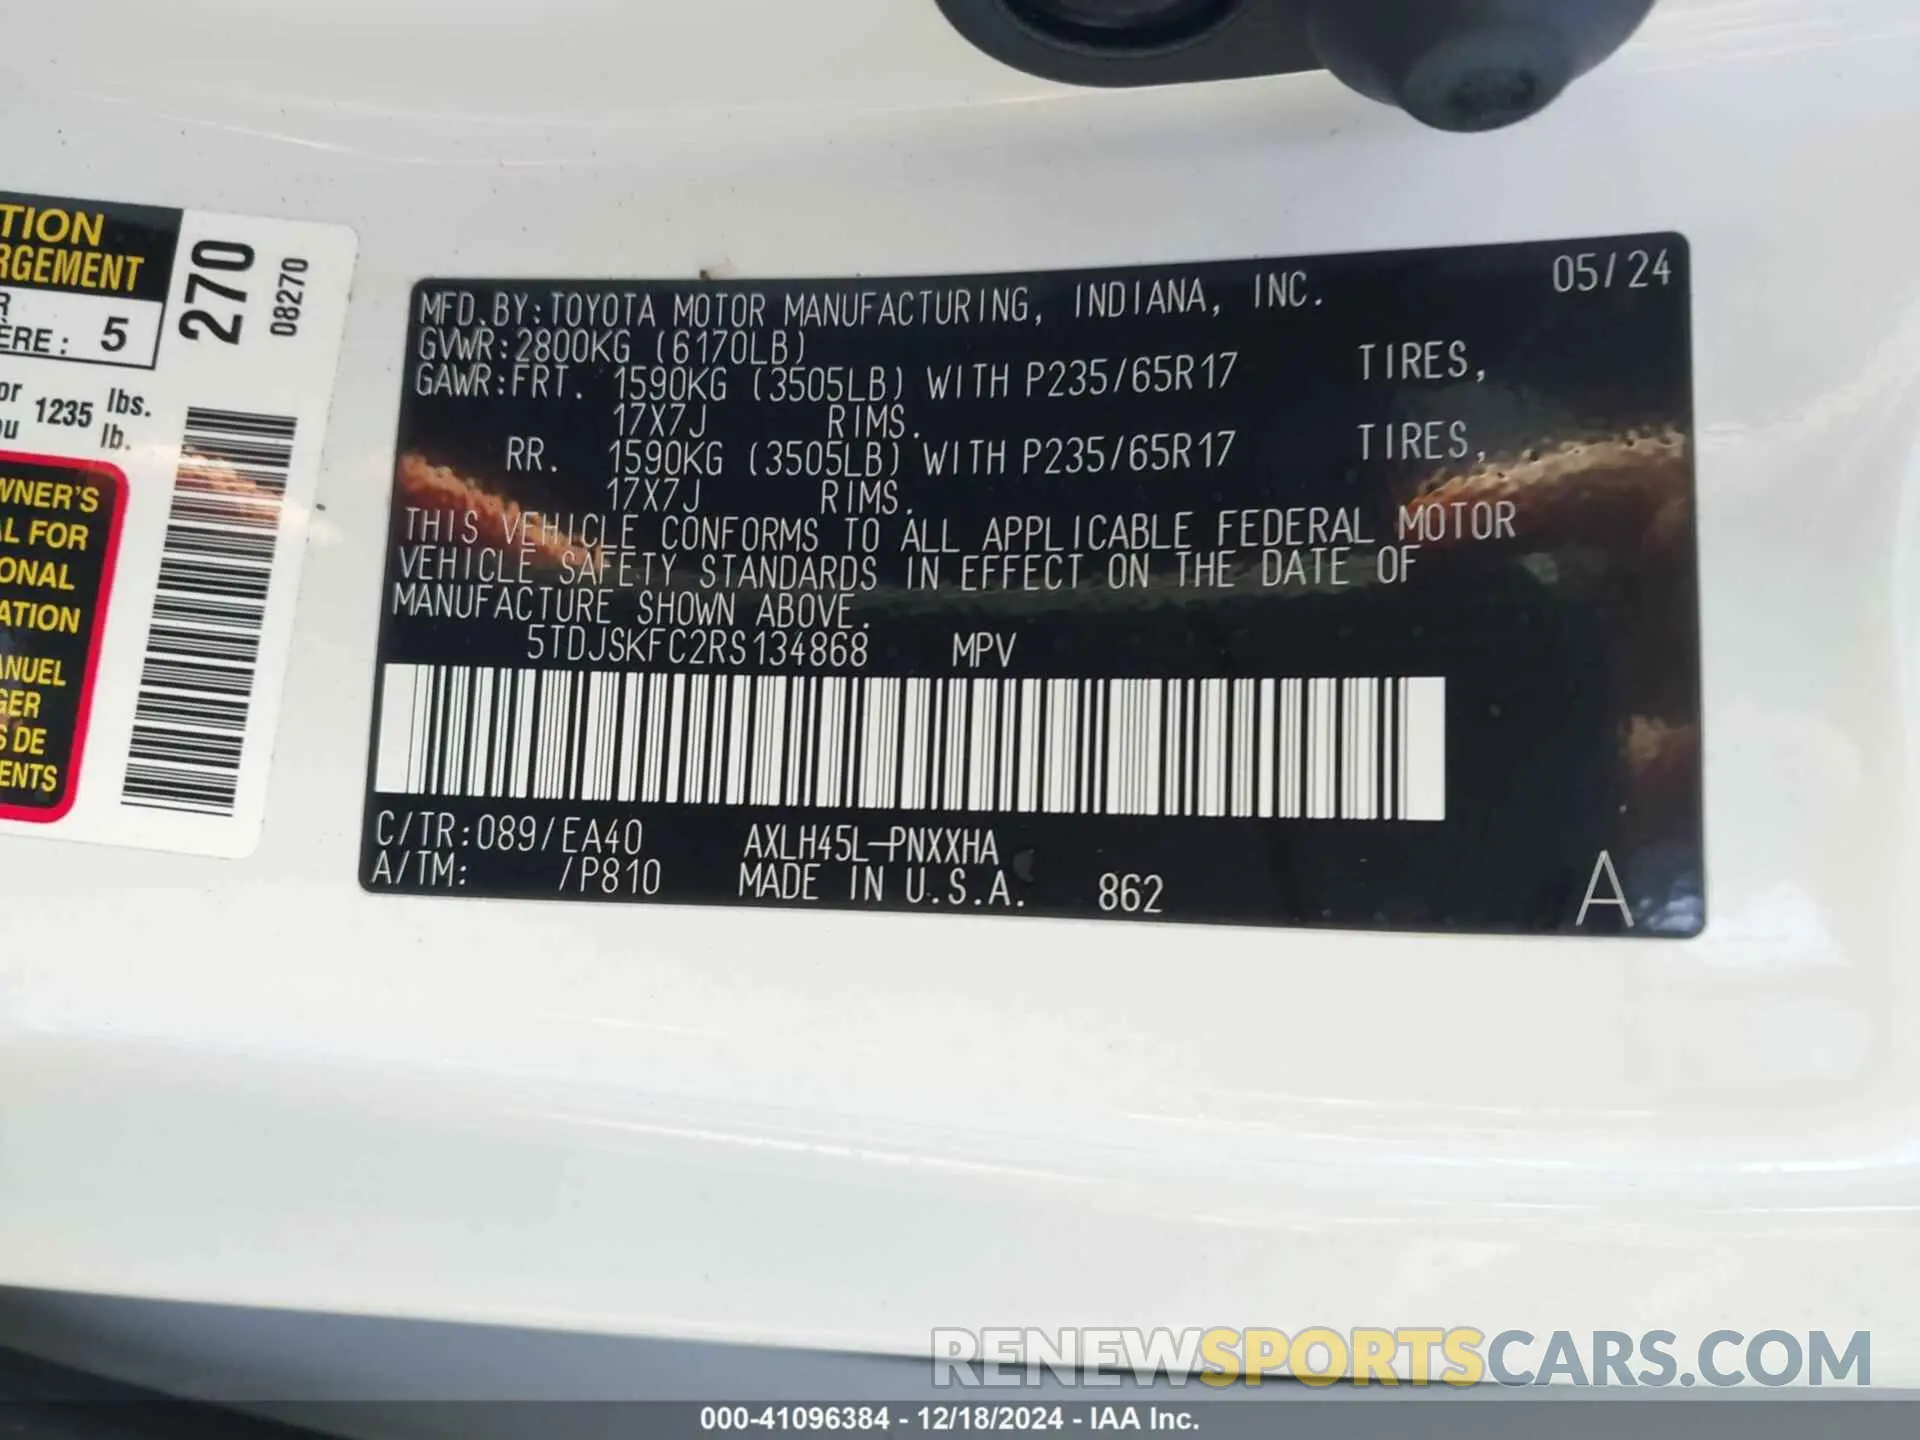 TION
RGEMENT
R
ÈRE: 5
or 1235 lbs.
ou lb.
WNER'S
AL FOR
ONAL
ATION
ANUEL
GER
S DE
ENTS
270
08270
MFD.BY:TOYOTA MOTOR MANUFACTURING, INDIANA, INC. 05/24
GVWR:2800KG (6170LB)
GAWR:FRT. 1590KG (3505LB) WITH P235/65R17 TIRES,
17X7J RIMS.
RR. 1590KG (3505LB) WITH P235/65R17 TIRES,
17X7J RIMS.
THIS VEHICLE CONFORMS TO ALL APPLICABLE FEDERAL MOTOR
VEHICLE SAFETY STANDARDS IN EFFECT ON THE DATE OF
MANUFACTURE SHOWN ABOVE.
5TDJSKFC2RS134868 MPV
C/TR:089/EA40 AXLH45L-PNXXHA
A/TM: /P810 MADE IN U.S.A. 862 A
RENEWSPORTSCARS.COM
000-41096384 - 12/18/2024 - IAA Inc.